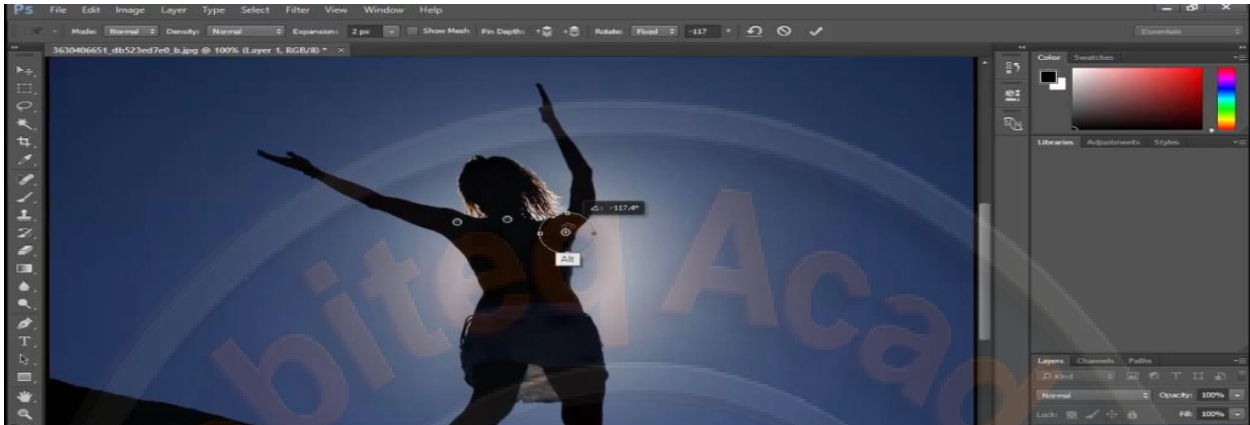 Ps File Edit Image Layer Type Select Filter View Window Help
Mode: Normal Density: Normal Expansion: 2 px Show Mesh Pin Depth: Rotate: Fixed -117 ° Essentials
3630406651_db523ed7e0_b.jpg @ 100% (Layer 1, RGB/8) * ×
Color Swatches
Libraries Adjustments Styles
-117.4°
Alt
biteq Acad
Layers Channels Paths
Kind T
Normal Opacity: 100%
Lock: Fill: 100%
T